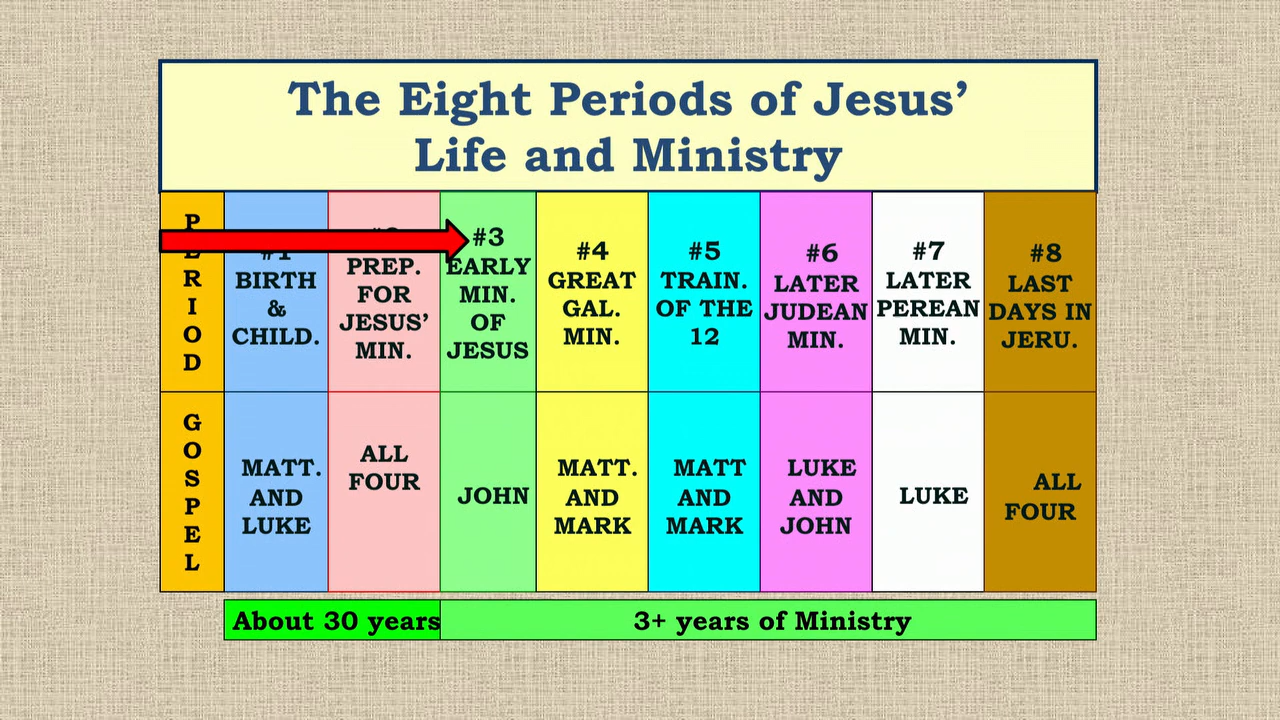 The Eight Periods of Jesus’
Life and Ministry
PERIOD
#1
BIRTH
&
CHILD.
PREP.
FOR
JESUS’
MIN.
#3
EARLY
MIN.
OF
JESUS
#4
GREAT
GAL.
MIN.
#5
TRAIN.
OF THE
12
#6
LATER
JUDEAN
MIN.
#7
LATER
PEREAN
MIN.
#8
LAST
DAYS IN
JERU.
GOSPEL
MATT.
AND
LUKE
ALL
FOUR
JOHN
MATT.
AND
MARK
MATT
AND
MARK
LUKE
AND
JOHN
LUKE
ALL
FOUR
About 30 years
3+ years of Ministry